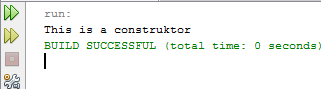 run:
This is a construktor
BUILD SUCCESSFUL (total time: 0 seconds)